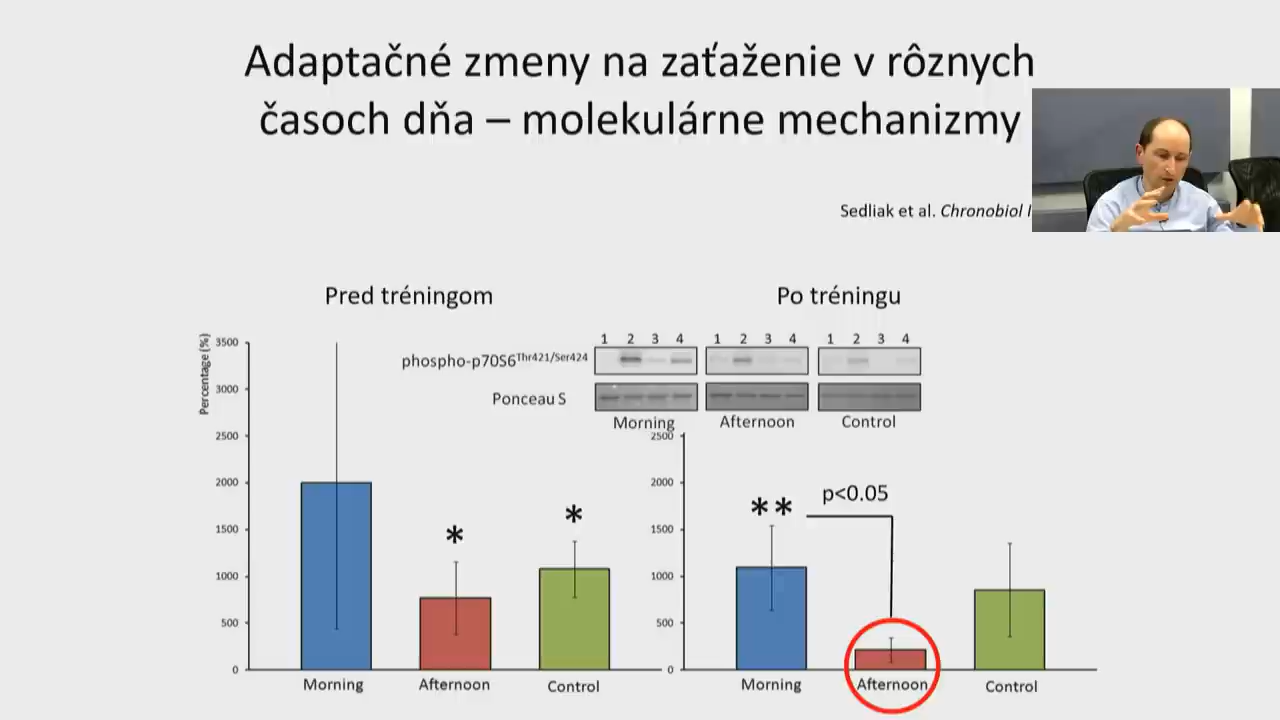 Adaptačné zmeny na zaťaženie v rôznych
časoch dňa – molekulárne mechanizmy
Sedliak et al. Chronobiol I
Pred tréningom
Po tréningu
Percentage (%)
3500
3000
2500
2000
1500
1000
500
0
phospho-p70S6Thr421/Ser424
Ponceau S
1 2 3 4
1 2 3 4
1 2 3 4
Morning
Afternoon
Control
2500
2000
1500
1000
500
0
*
*
**
p<0.05
Morning
Afternoon
Control
Morning
Afternoon
Control